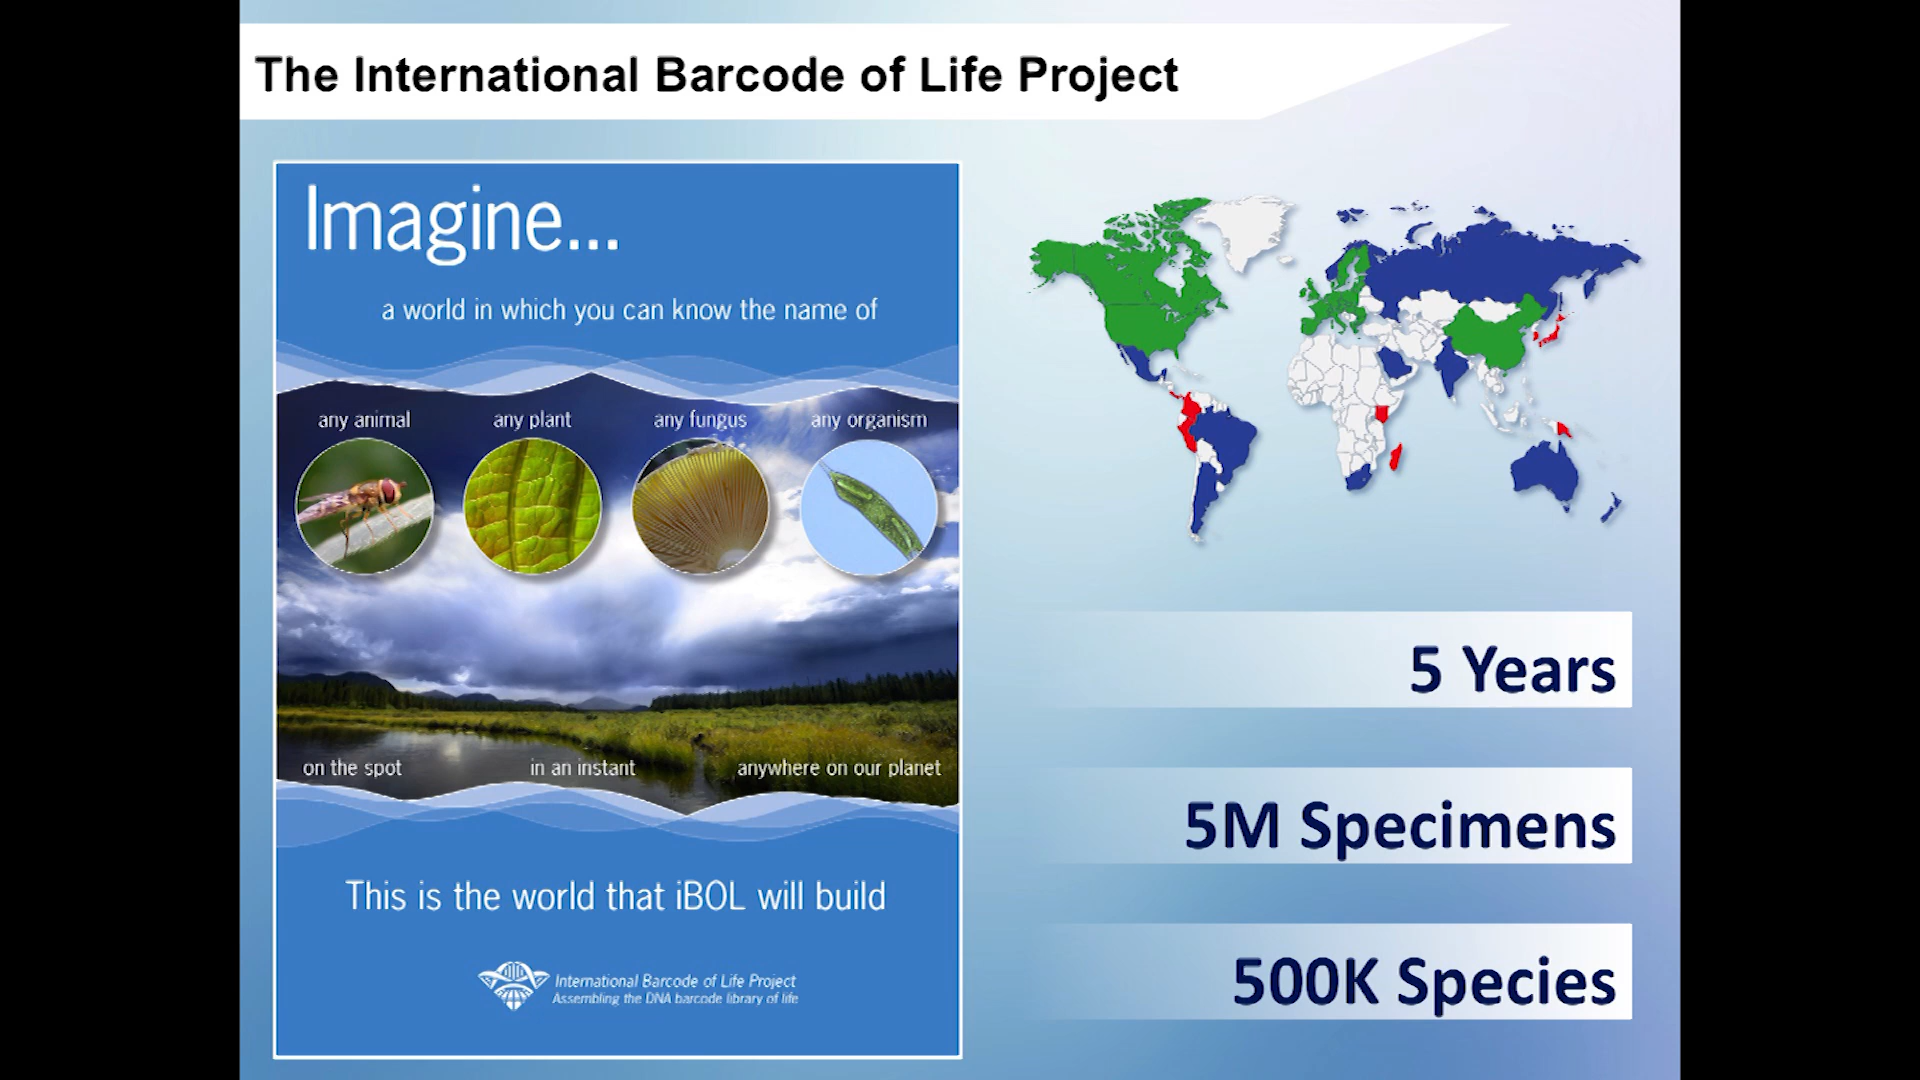 The International Barcode of Life Project
Imagine...
a world in which you can know the name of
any animal
any plant
any fungus
any organism
on the spot
in an instant
anywhere on our planet
This is the world that iBOL will build
International Barcode of Life Project
Assembling the DNA barcode library of life
5 Years
5M Specimens
500K Species